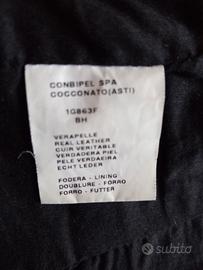 CONBIPEL SPA
COCCONATO(ASTI)
1G863F
BH
VERAPELLE
REAL LEATHER
CUIR VERITABLE
VERDADERA PIEL
PELE VERDAEIRA
ECHT LEDER
FODERA - LINING
DOUBLURE - FORRO
FORRO - FUTTER
subito